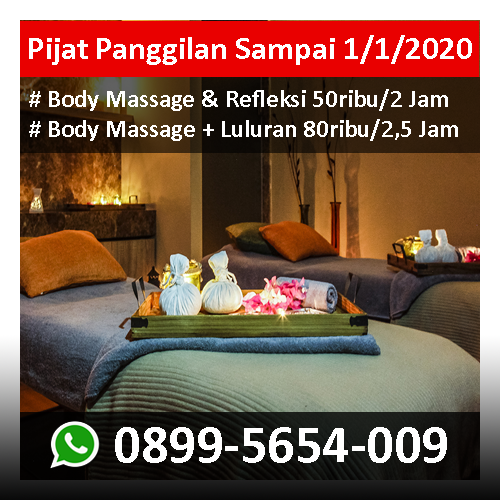 Pijat Panggilan Sampai 1/1/2020
# Body Massage & Refleksi 50ribu/2 Jam
# Body Massage + Luluran 80ribu/2,5 Jam
0899-5654-009